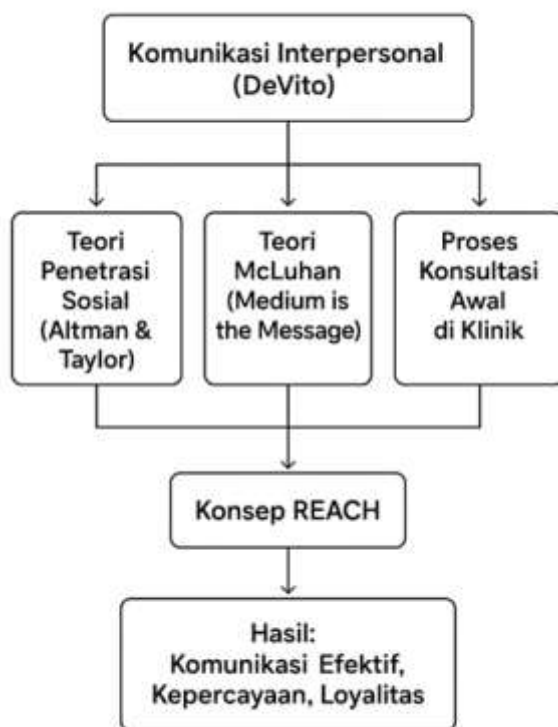 Komunikasi Interpersonal
(DeVito)
Teori
Penetrasi
Sosial
(Altman &
Taylor)
Teori
McLuhan
(Medium is
the Message)
Proses
Konsultasi
Awal
di Klinik
Konsep REACH
Hasil:
Komunikasi Efektif,
Kepercayaan, Loyalitas